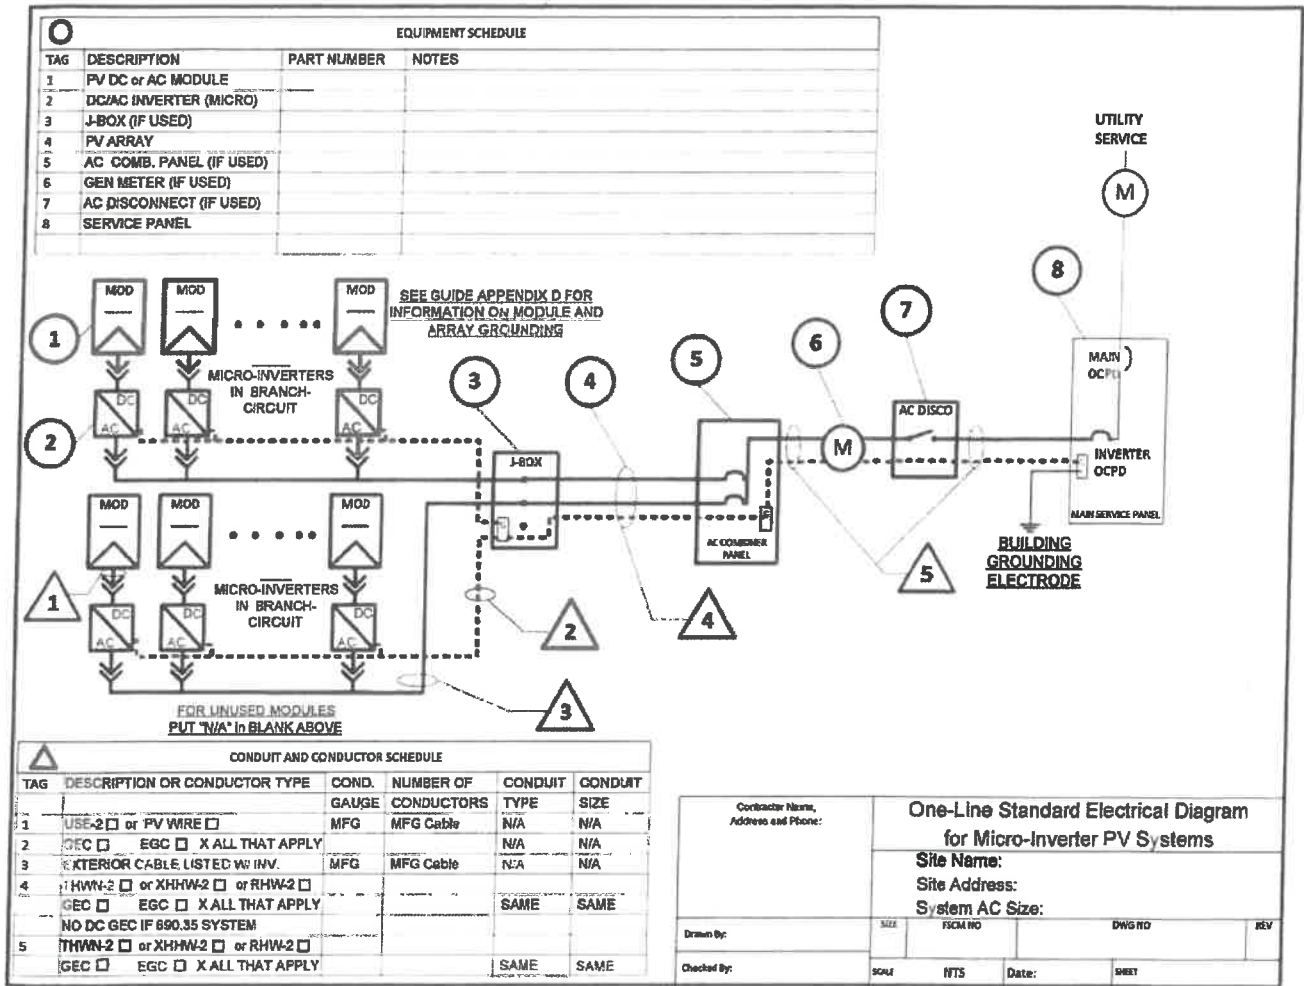 EQUIPMENT SCHEDULE
TAG DESCRIPTION PART NUMBER NOTES
1 PV DC or AC MODULE
2 DC/AC INVERTER (MICRO)
3 J-BOX (IF USED)
4 PV ARRAY
5 AC COMB. PANEL (IF USED)
6 GEN METER (IF USED)
7 AC DISCONNECT (IF USED)
8 SERVICE PANEL
UTILITY
SERVICE
M
8
MOD MOD MOD
SEE GUIDE APPENDIX D FOR
INFORMATION ON MODULE AND
ARRAY GROUNDING
1
MICRO-INVERTERS
IN BRANCH-
CIRCUIT
DC DC DC
AC AC AC
2
3
4
5
6
7
MAIN
OCPD
AC DISCO
M
INVERTER
OCPD
MAIN SERVICE PANEL
J-BOX
AC COMBINER
PANEL
BUILDING
GROUNDING
ELECTRODE
MOD MOD MOD
1
MICRO-INVERTERS
IN BRANCH-
CIRCUIT
DC DC DC
AC AC AC
2
4
5
3
FOR UNUSED MODULES
PUT "N/A" in BLANK ABOVE
CONDUIT AND CONDUCTOR SCHEDULE
TAG DESCRIPTION OR CONDUCTOR TYPE COND. NUMBER OF CONDUIT CONDUIT
GAUGE CONDUCTORS TYPE SIZE
1 USE-2 □ or PV WIRE □ MFG MFG Cable N/A N/A
2 GEC □ EGC □ X ALL THAT APPLY N/A N/A
3 EXTERIOR CABLE LISTED W/ INV. MFG MFG Cable N/A N/A
4 THWN-2 □ or XHHW-2 □ or RHW-2 □
GEC □ EGC □ X ALL THAT APPLY SAME SAME
NO DC GEC IF 690.35 SYSTEM
5 THWN-2 □ or XHHW-2 □ or RHW-2 □
GEC □ EGC □ X ALL THAT APPLY SAME SAME
Contractor Name,
Address and Phone:
One-Line Standard Electrical Diagram
for Micro-Inverter PV Systems
Site Name:
Site Address:
System AC Size:
Drawn By:
SIZE FSCM NO DWG NO REV
Checked By:
SCALE NTS Date: SHEET